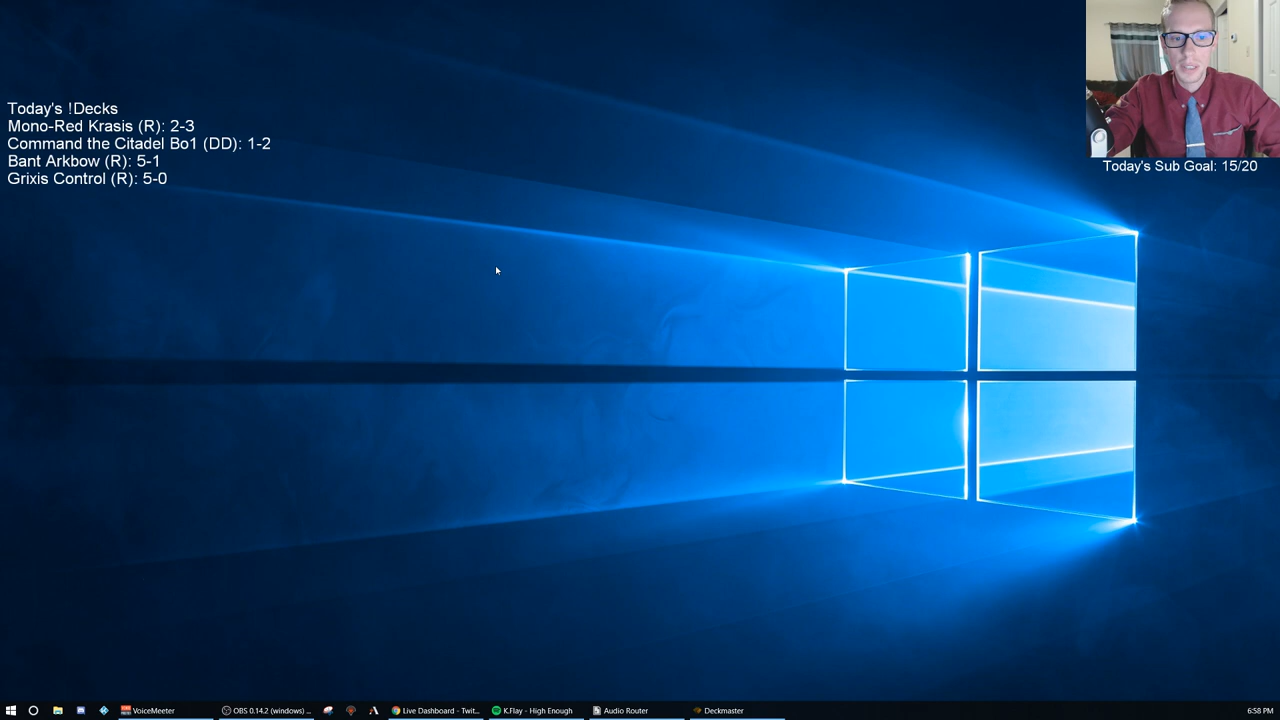 Today's !Decks
Mono-Red Krasis (R): 2-3
Command the Citadel Bo1 (DD): 1-2
Bant Arkbow (R): 5-1
Grixis Control (R): 5-0
Today's Sub Goal: 15/20
VoiceMeeter
OBS 0.14.2 (windows) ...
Live Dashboard - Twit...
K.Flay - High Enough
Audio Router
Deckmaster
6:58 PM